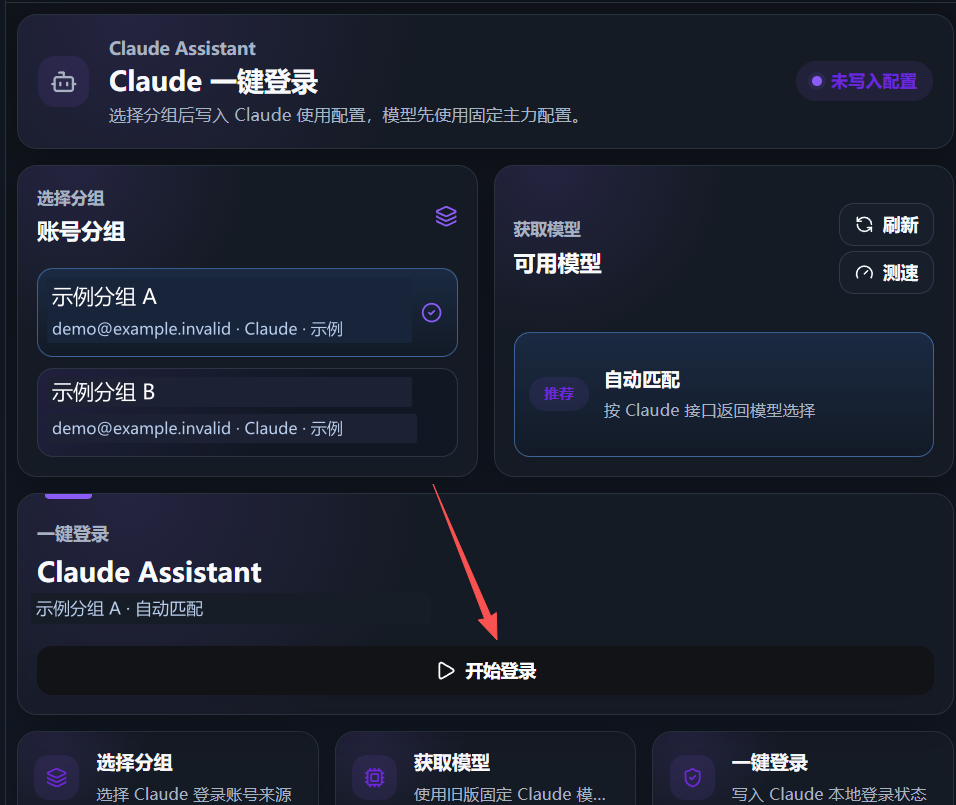 Claude Assistant
Claude 一键登录
选择分组后写入 Claude 使用配置，模型先使用固定主力配置。
未写入配置
选择分组
账号分组
示例分组 A
demo@example.invalid · Claude · 示例
示例分组 B
demo@example.invalid · Claude · 示例
获取模型
可用模型
刷新
测速
推荐
自动匹配
按 Claude 接口返回模型选择
一键登录
Claude Assistant
示例分组 A · 自动匹配
开始登录
选择分组
选择 Claude 登录账号来源
获取模型
使用旧版固定 Claude 模...
一键登录
写入 Claude 本地登录状态